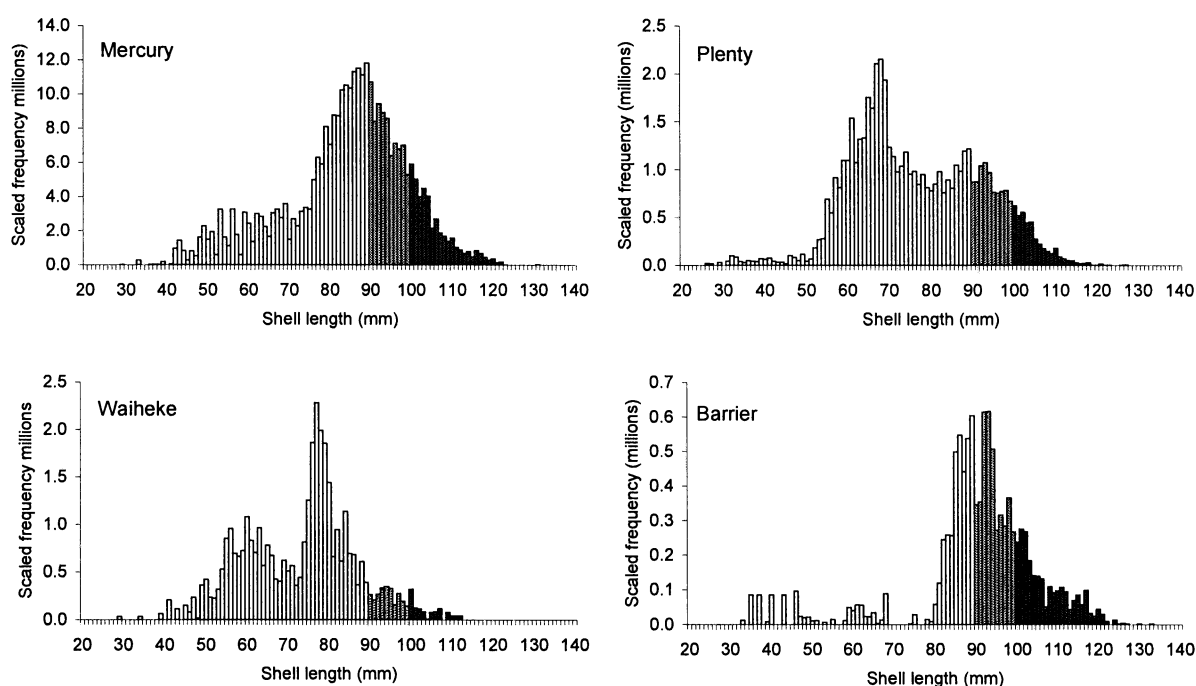 Mercury
Scaled frequency millions)
14.0
12.0
10.0
8.0
6.0
4.0
2.0
0.0
20 30 40 50 60 70 80 90 100 110 120 130 140
Shell length (mm)
Plenty
Scaled frequency (millions)
2.5
2.0
1.5
1.0
0.5
0.0
20 30 40 50 60 70 80 90 100 110 120 130 140
Shell length (mm)
Waiheke
Scaled frequency millions
2.5
2.0
1.5
1.0
0.5
0.0
20 30 40 50 60 70 80 90 100 110 120 130 140
Shell length (mm)
Barrier
Scaled frequency (millions)
0.7
0.6
0.5
0.4
0.3
0.2
0.1
0.0
20 30 40 50 60 70 80 90 100 110 120 130 140
Shell length (mm)